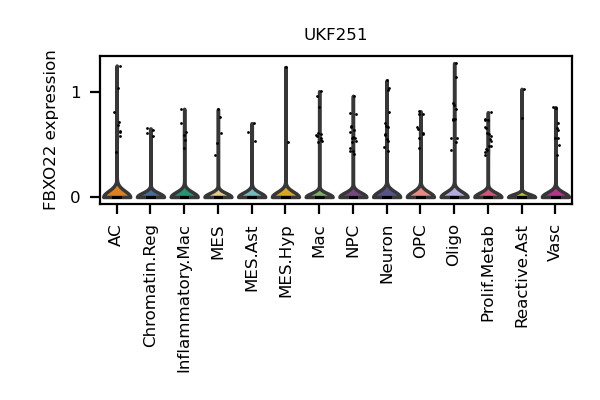 UKF251
FBXO22 expression
1
0
AC
Chromatin.Reg
Inflammatory.Mac
MES
MES.Ast
MES.Hyp
Mac
NPC
Neuron
OPC
Oligo
Prolif.Metab
Reactive.Ast
Vasc